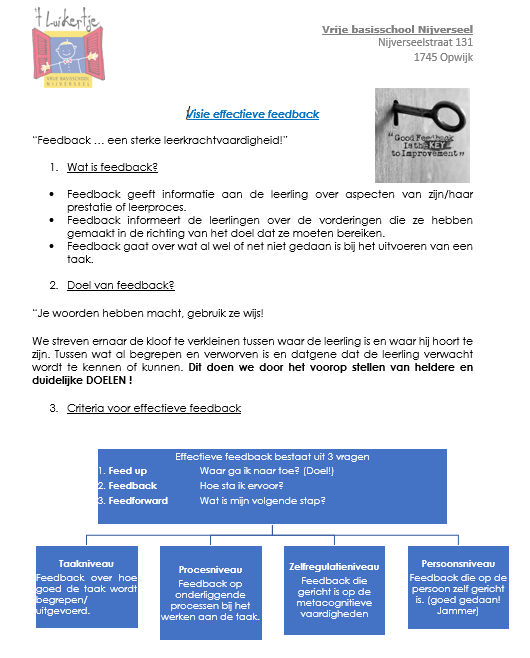 't Luikertje
VRIJE BASISSCHOOL
NIJVERSEEL
Vrije basisschool Nijverseel
Nijverseelstraat 131
1745 Opwijk
Visie effectieve feedback
"Good Feedback
Is the KEY
to Improvement"
“Feedback … een sterke leerkrachtvaardigheid!”
1. Wat is feedback?
• Feedback geeft informatie aan de leerling over aspecten van zijn/haar
prestatie of leerproces.
• Feedback informeert de leerlingen over de vorderingen die ze hebben
gemaakt in de richting van het doel dat ze moeten bereiken.
• Feedback gaat over wat al wel of net niet gedaan is bij het uitvoeren van een
taak.
2. Doel van feedback?
“Je woorden hebben macht, gebruik ze wijs!
We streven ernaar de kloof te verkleinen tussen waar de leerling is en waar hij hoort te
zijn. Tussen wat al begrepen en verworven is en datgene dat de leerling verwacht
wordt te kennen of kunnen. Dit doen we door het voorop stellen van heldere en
duidelijke DOELEN !
3. Criteria voor effectieve feedback
Effectieve feedback bestaat uit 3 vragen
1. Feed up Waar ga ik naar toe? (Doel!)
2. Feedback Hoe sta ik ervoor?
3. Feedforward Wat is mijn volgende stap?
Taakniveau
Feedback over hoe
goed de taak wordt
begrepen/
uitgevoerd.
Procesniveau
Feedback op
onderliggende
processen bij het
werken aan de taak.
Zelfregulatieniveau
Feedback die
gericht is op de
metacognitieve
vaardigheden
Persoonsniveau
Feedback die op de
persoon zelf gericht
is. (goed gedaan!
Jammer)